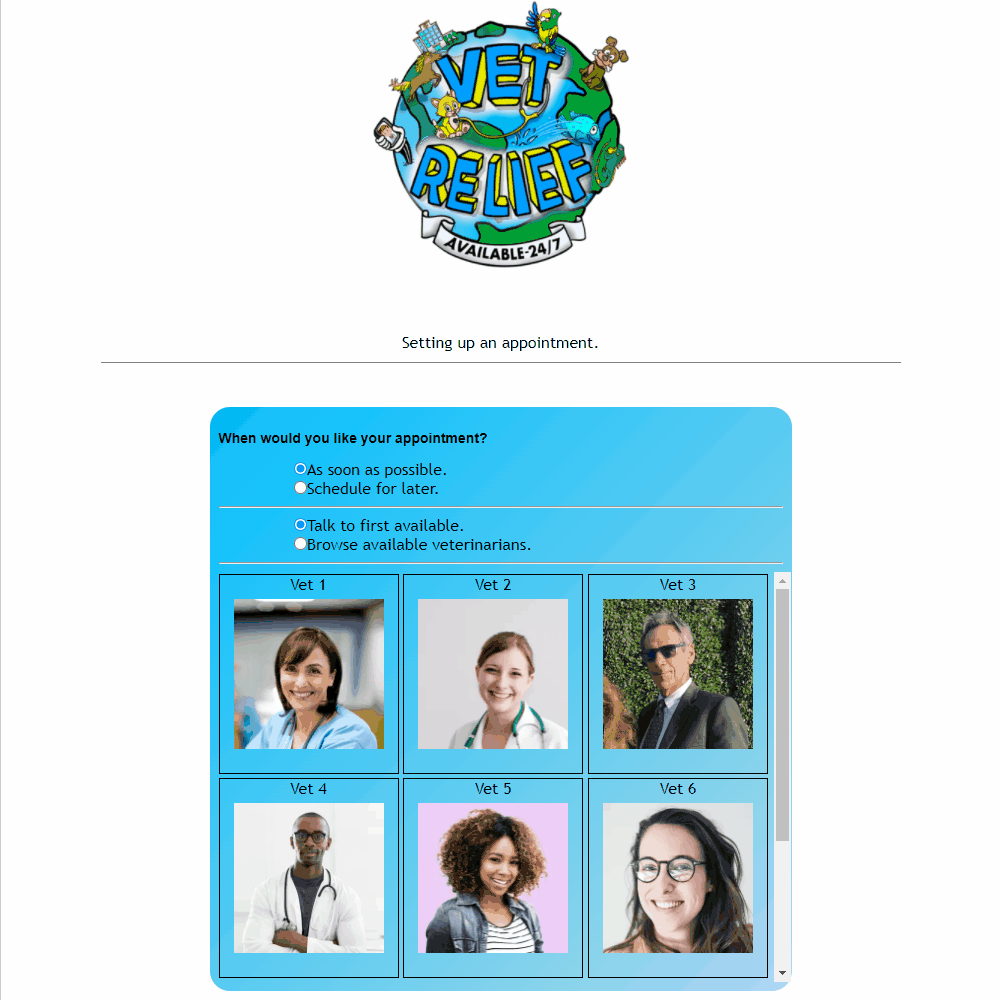 VET
RELIEF
AVAILABLE-24/7
Setting up an appointment.
When would you like your appointment?
As soon as possible.
Schedule for later.
Talk to first available.
Browse available veterinarians.
Vet 1
Vet 2
Vet 3
Vet 4
Vet 5
Vet 6